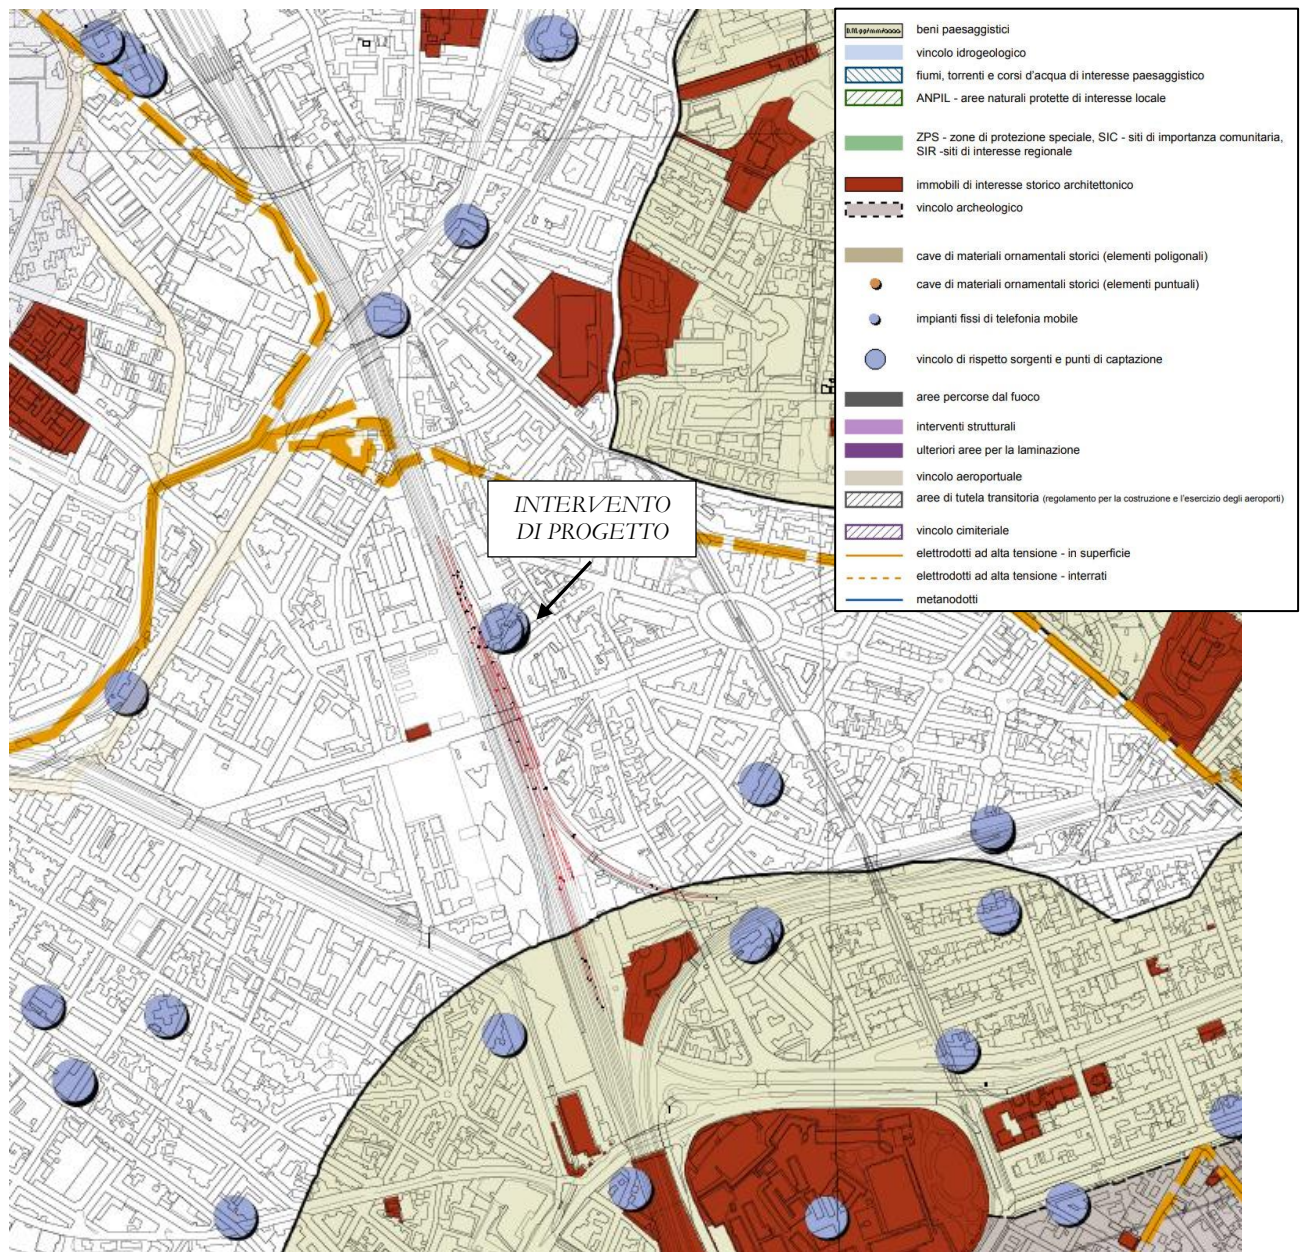 beni paesaggistici
vincolo idrogeologico
fiumi, torrenti e corsi d'acqua di interesse paesaggistico
ANPIL - aree naturali protette di interesse locale
ZPS - zone di protezione speciale, SIC - siti di importanza comunitaria,
SIR -siti di interesse regionale
immobili di interesse storico architettonico
vincolo archeologico
cave di materiali ornamentali storici (elementi poligonali)
cave di materiali ornamentali storici (elementi puntuali)
impianti fissi di telefonia mobile
vincolo di rispetto sorgenti e punti di captazione
aree percorse dal fuoco
interventi strutturali
ulteriori aree per la laminazione
vincolo aeroportuale
aree di tutela transitoria (regolamento per la costruzione e l'esercizio degli aeroporti)
vincolo cimiteriale
elettrodotti ad alta tensione - in superficie
elettrodotti ad alta tensione - interrati
metanodotti
INTERVENTO
DI PROGETTO